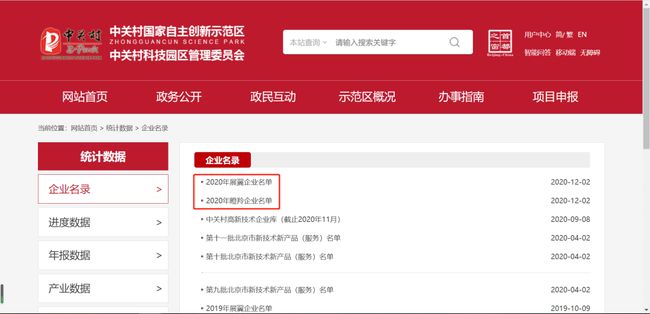 中关村
中关村国家自主创新示范区
ZHONGGUANCUN SCIENCE PARK
中关村科技园区管理委员会
本站查询
请输入搜索关键字
首都之窗
Beijing-China
用户中心 简/繁 EN
智能问答 移动端 无障碍
网站首页 政务公开 政民互动 示范区概况 办事指南 项目申报
当前位置：网站首页 > 统计数据 > 企业名录
统计数据
企业名录 >
进度数据 >
年报数据 >
产业数据 >
企业名录
• 2020年展翼企业名单 2020-12-02
• 2020年瞪羚企业名单 2020-12-02
• 中关村高新技术企业库（截止2020年11月） 2020-09-08
• 第十一批北京市新技术新产品（服务）名单 2020-04-02
• 第十批北京市新技术新产品（服务）名单 2020-04-02
• 第九批北京市新技术新产品（服务）名单 2020-04-02
• 2019年展翼企业名单 2019-10-09